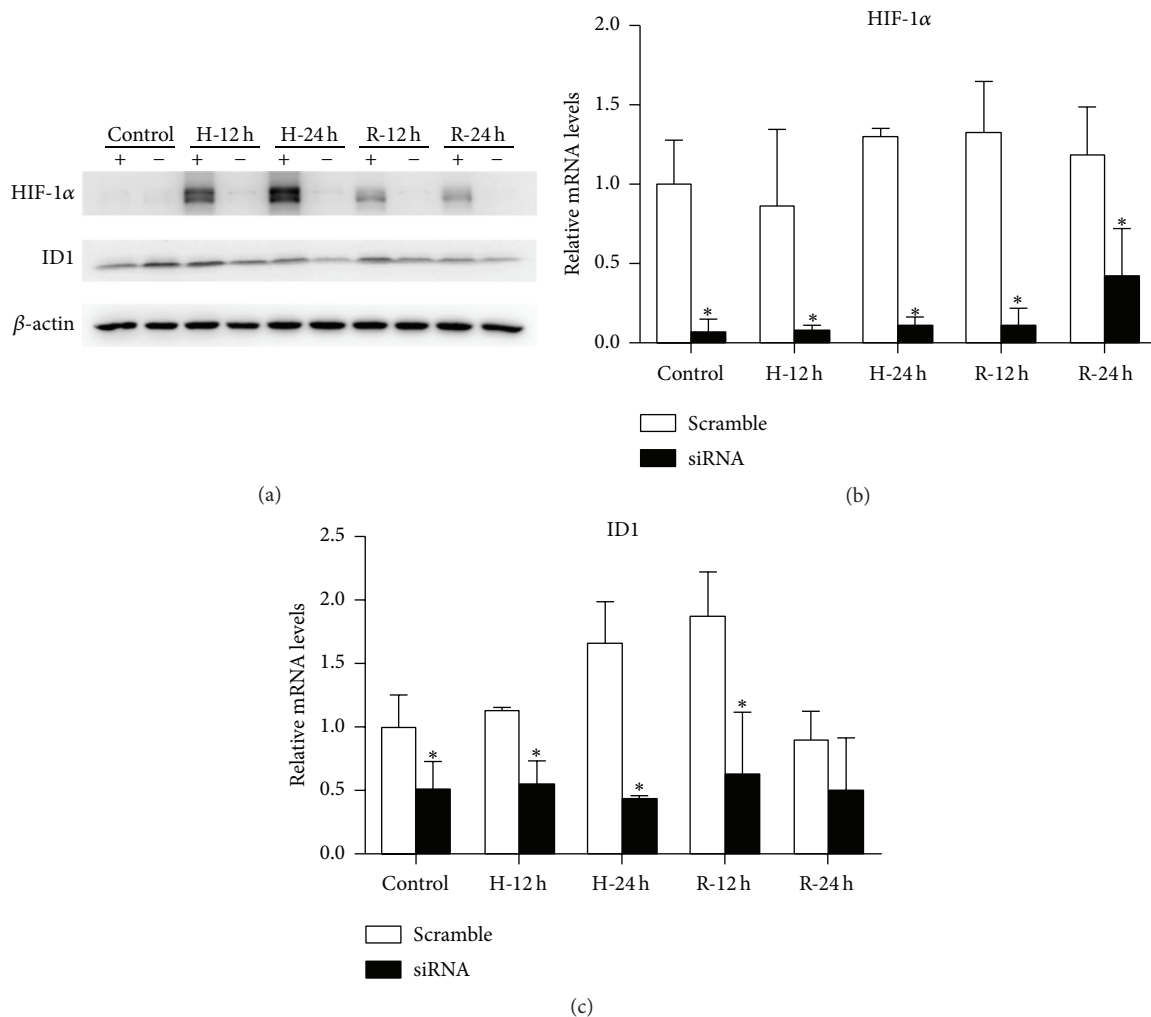 Control H-12 h H-24 h R-12 h R-24 h
+ − + − + − + − + −
HIF-1α
ID1
β-actin
(a)
HIF-1α
Relative mRNA levels
2.0
1.5
1.0
0.5
0.0
* * * * *
Control H-12 h H-24 h R-12 h R-24 h
Scramble
siRNA
(b)
ID1
Relative mRNA levels
2.5
2.0
1.5
1.0
0.5
0.0
* * * *
Control H-12 h H-24 h R-12 h R-24 h
Scramble
siRNA
(c)